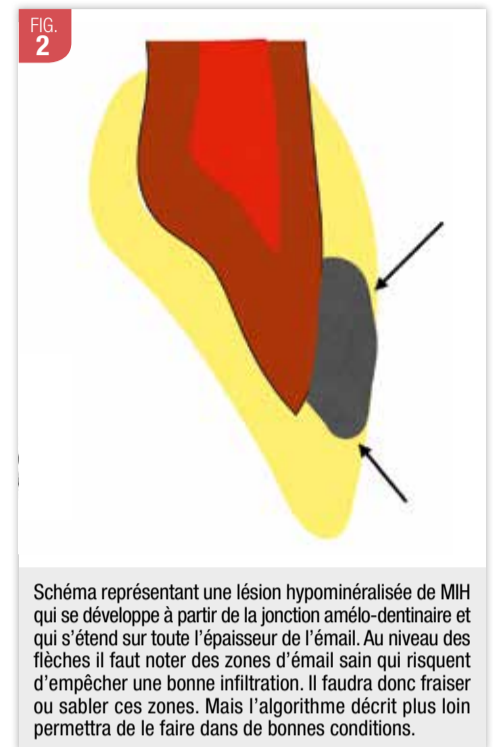 FIG.
2
Schéma représentant une lésion hypominéralisée de MIH
qui se développe à partir de la jonction amélo-dentinaire et
qui s'étend sur toute l'épaisseur de l'émail. Au niveau des
flèches il faut noter des zones d'émail sain qui risquent
d'empêcher une bonne infiltration. Il faudra donc fraiser
ou sabler ces zones. Mais l'algorithme décrit plus loin
permettra de le faire dans de bonnes conditions.